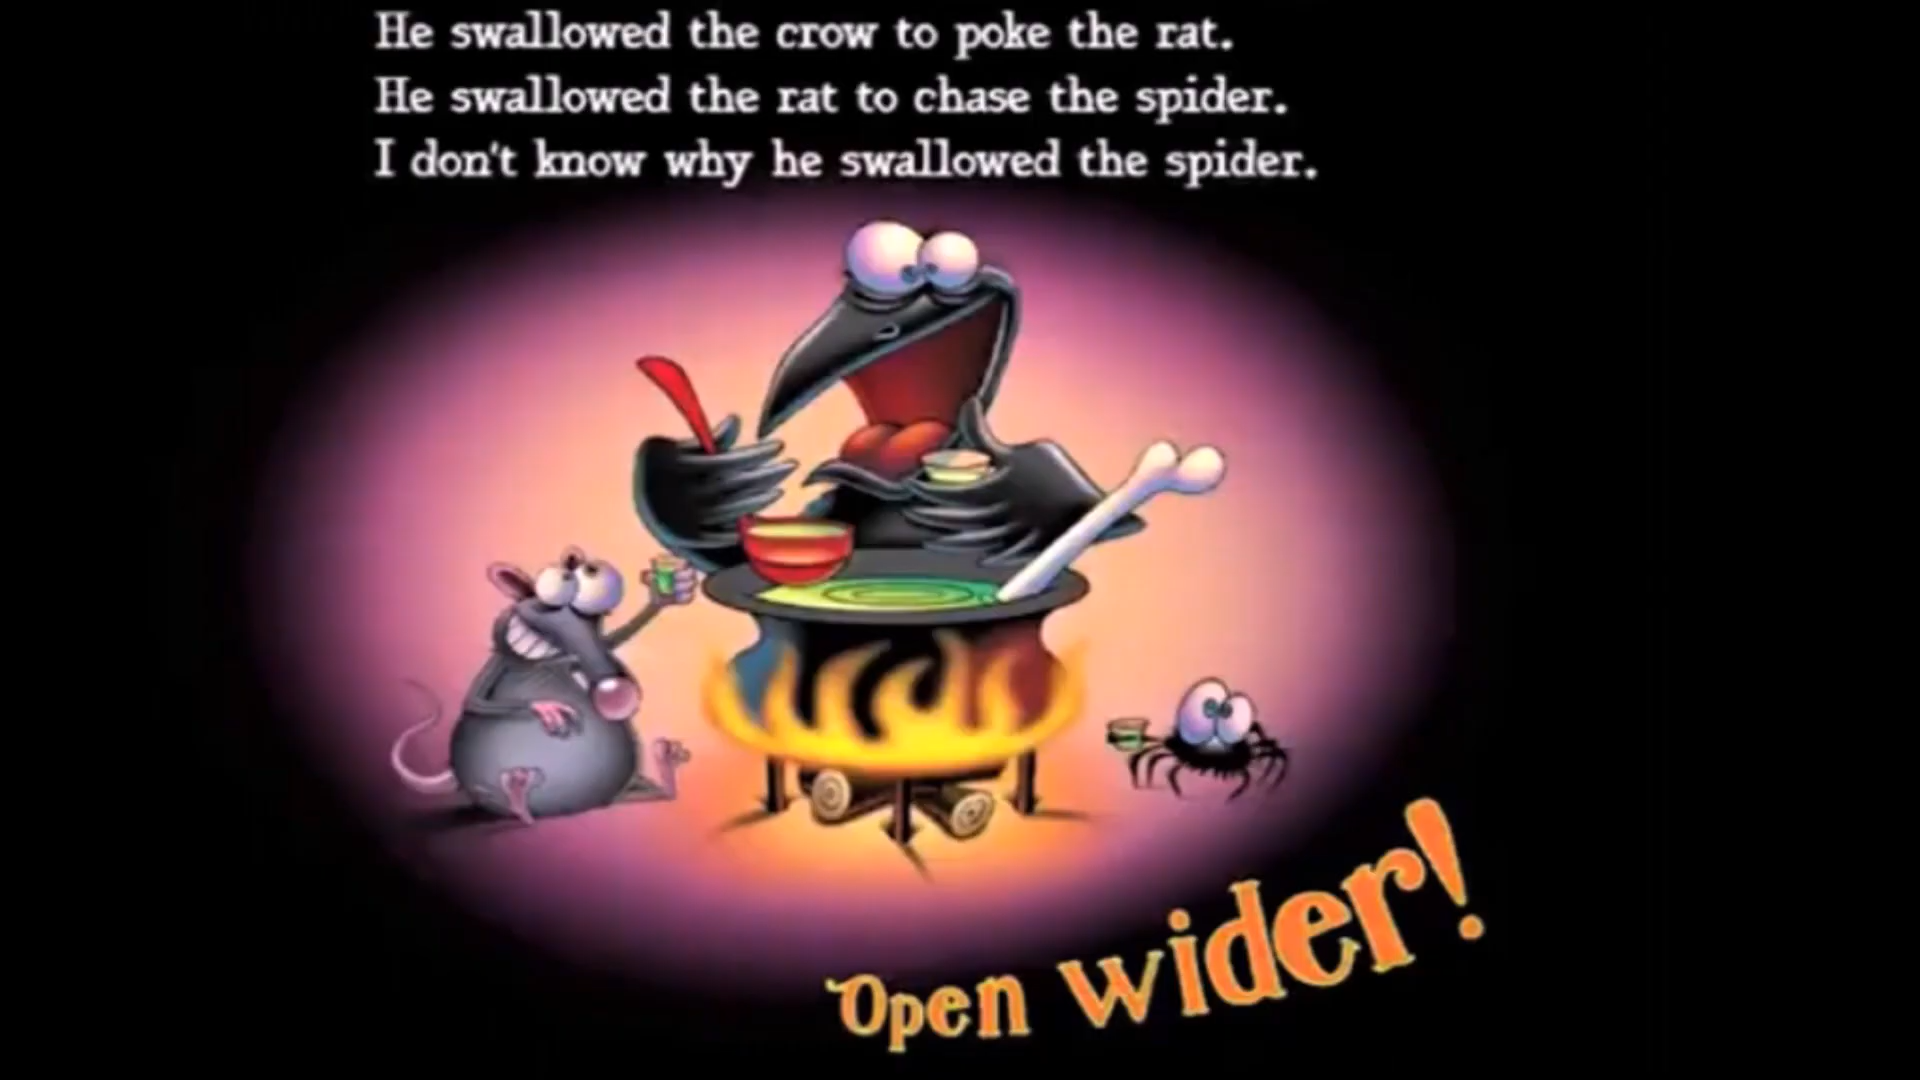 He swallowed the crow to poke the rat.
He swallowed the rat to chase the spider.
I don't know why he swallowed the spider.
Open wider!